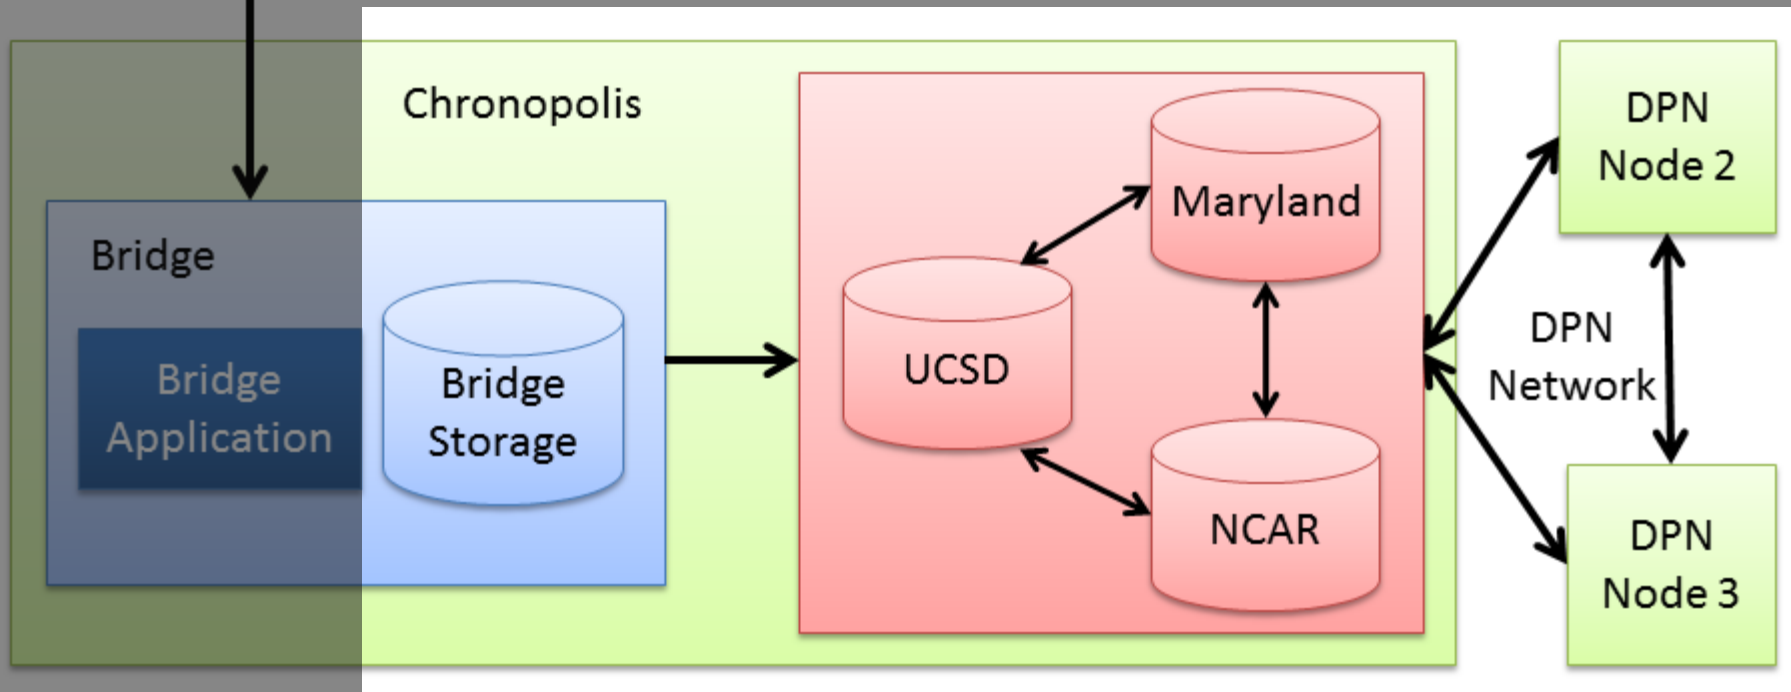 Chronopolis
Bridge
Bridge
Application
Bridge
Storage
UCSD
Maryland
NCAR
DPN
Node 2
DPN
Network
DPN
Node 3